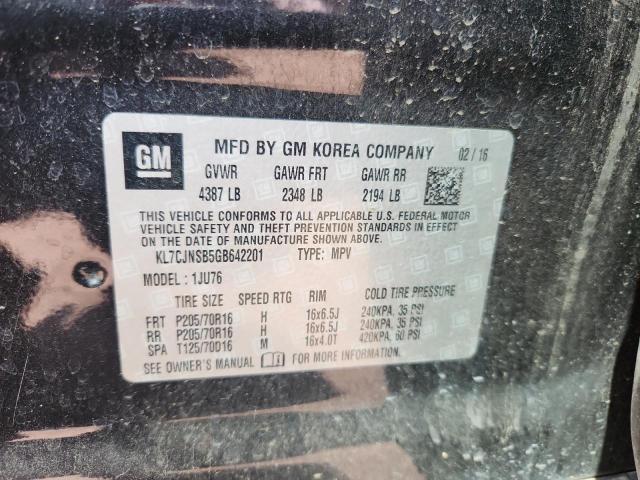 GM MFD BY GM KOREA COMPANY 02/16
GVWR GAWR FRT GAWR RR
4387 LB 2348 LB 2194 LB
THIS VEHICLE CONFORMS TO ALL APPLICABLE U.S. FEDERAL MOTOR
VEHICLE SAFETY AND THEFT PREVENTION STANDARDS IN EFFECT
ON THE DATE OF MANUFACTURE SHOWN ABOVE.
KL7CJNSB5GB642201 TYPE: MPV
MODEL: 1JU76
TIRE SIZE SPEED RTG RIM COLD TIRE PRESSURE
FRT P205/70R16 H 16x6.5J 240KPA, 35 PSI
RR P205/70R16 H 16x6.5J 240KPA, 35 PSI
SPA T125/70D16 M 16x4.0T 420KPA, 60 PSI
SEE OWNER'S MANUAL FOR MORE INFORMATION.